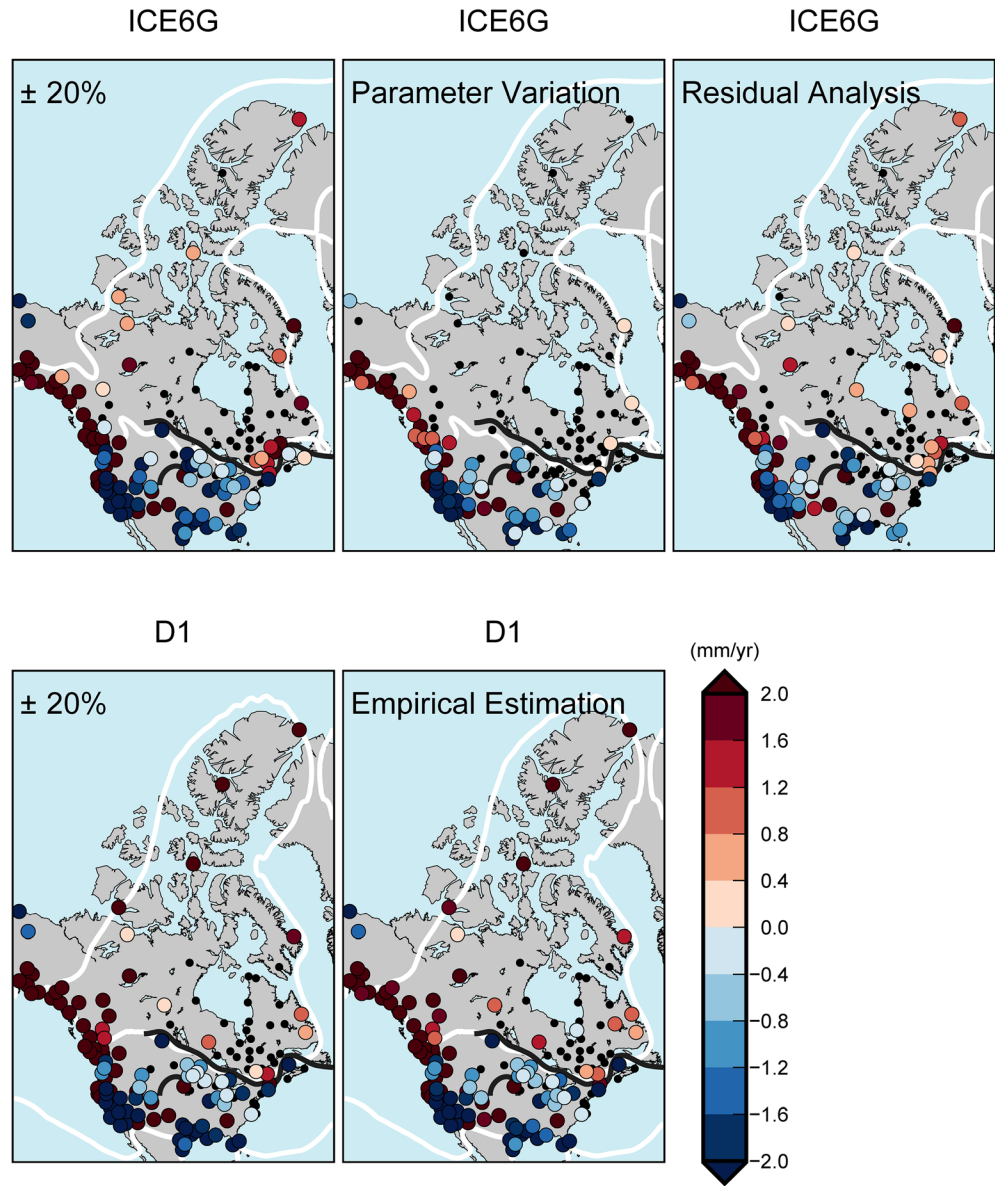 ICE6G
ICE6G
ICE6G
± 20%
Parameter Variation
Residual Analysis
D1
D1
± 20%
Empirical Estimation
(mm/yr)
2.0
1.6
1.2
0.8
0.4
0.0
−0.4
−0.8
−1.2
−1.6
−2.0